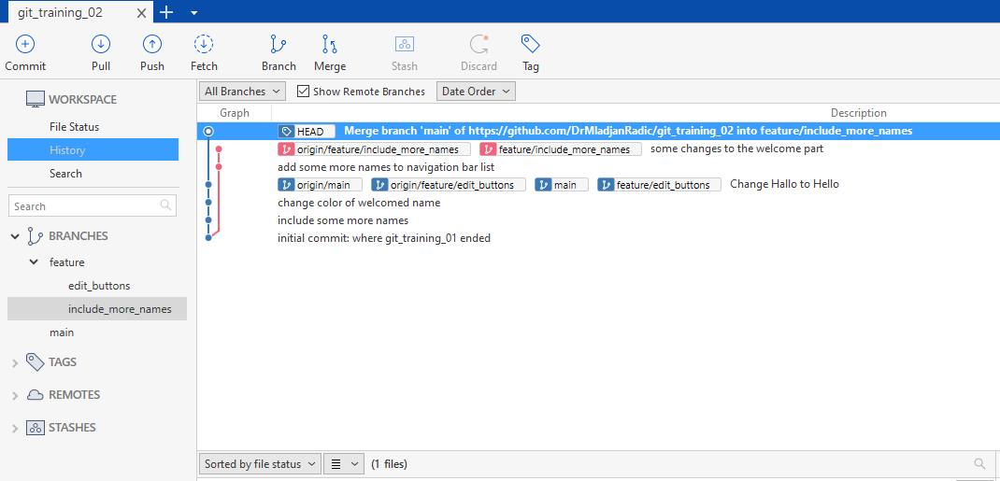 git_training_02
Commit Pull Push Fetch Branch Merge Stash Discard Tag
WORKSPACE
File Status
History
Search
Search
BRANCHES
feature
edit_buttons
include_more_names
main
TAGS
REMOTES
STASHES
All Branches Show Remote Branches Date Order
Graph Description
HEAD Merge branch 'main' of https://github.com/DrMladjanRadic/git_training_02 into feature/include_more_names
origin/feature/include_more_names feature/include_more_names some changes to the welcome part
add some more names to navigation bar list
origin/main origin/feature/edit_buttons main feature/edit_buttons Change Hallo to Hello
change color of welcomed name
include some more names
initial commit: where git_training_01 ended
Sorted by file status (1 files)